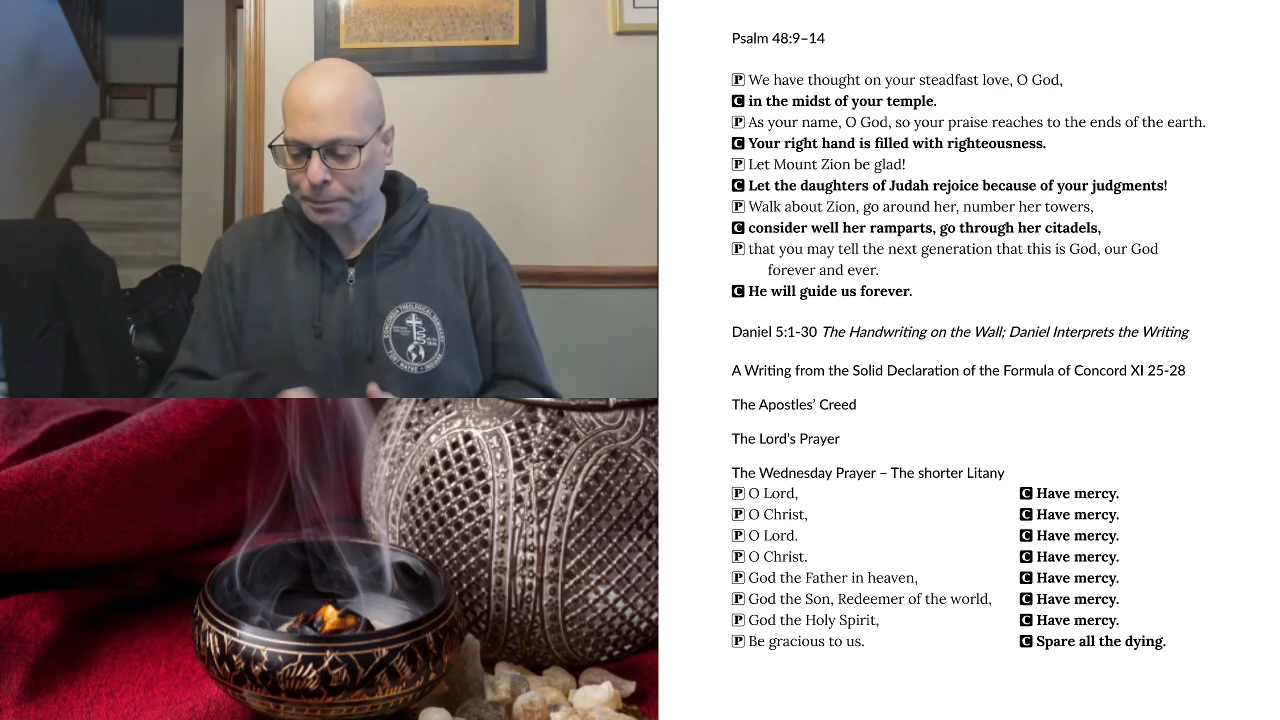 Psalm 48:9–14
P We have thought on your steadfast love, O God,
C in the midst of your temple.
P As your name, O God, so your praise reaches to the ends of the earth.
C Your right hand is filled with righteousness.
P Let Mount Zion be glad!
C Let the daughters of Judah rejoice because of your judgments!
P Walk about Zion, go around her, number her towers,
C consider well her ramparts, go through her citadels,
P that you may tell the next generation that this is God, our God
forever and ever.
C He will guide us forever.
Daniel 5:1-30 The Handwriting on the Wall; Daniel Interprets the Writing
A Writing from the Solid Declaration of the Formula of Concord XI 25-28
The Apostles’ Creed
The Lord’s Prayer
The Wednesday Prayer – The shorter Litany
P O Lord, C Have mercy.
P O Christ, C Have mercy.
P O Lord. C Have mercy.
P O Christ. C Have mercy.
P God the Father in heaven, C Have mercy.
P God the Son, Redeemer of the world, C Have mercy.
P God the Holy Spirit, C Have mercy.
P Be gracious to us. C Spare all the dying.
CONCORDIA THEOLOGICAL SEMINARY
FORT WAYNE • INDIANA